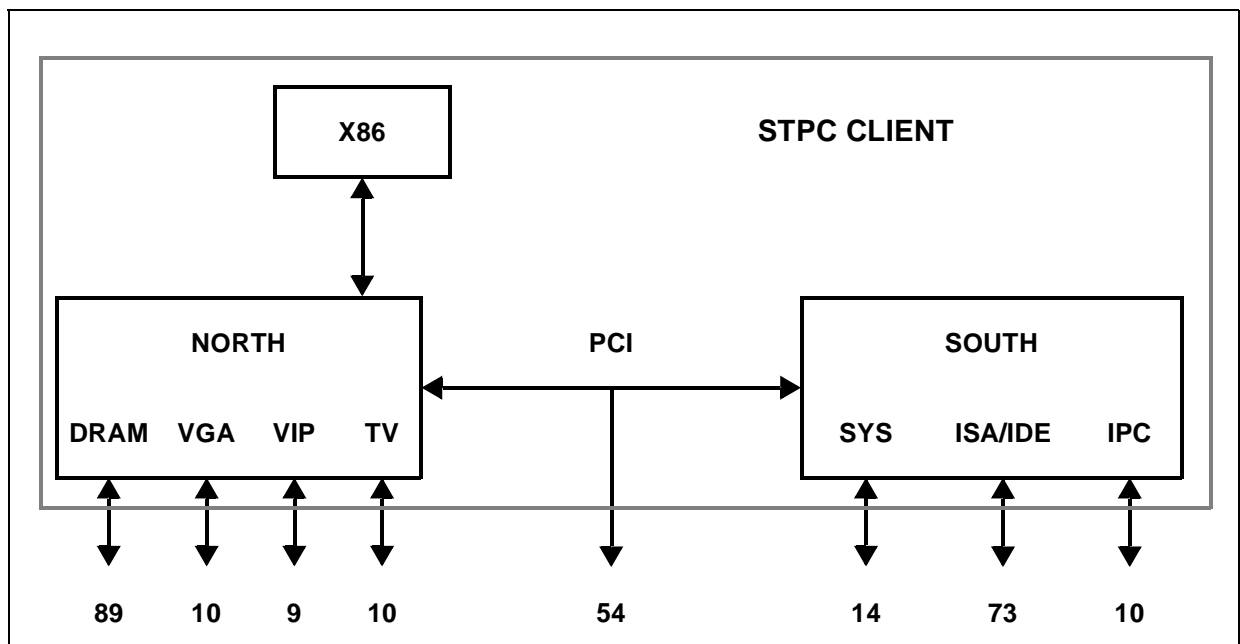 X86 STPC CLIENT
NORTH PCI SOUTH
DRAM VGA VIP TV SYS ISA/IDE IPC
89 10 9 10 54 14 73 10